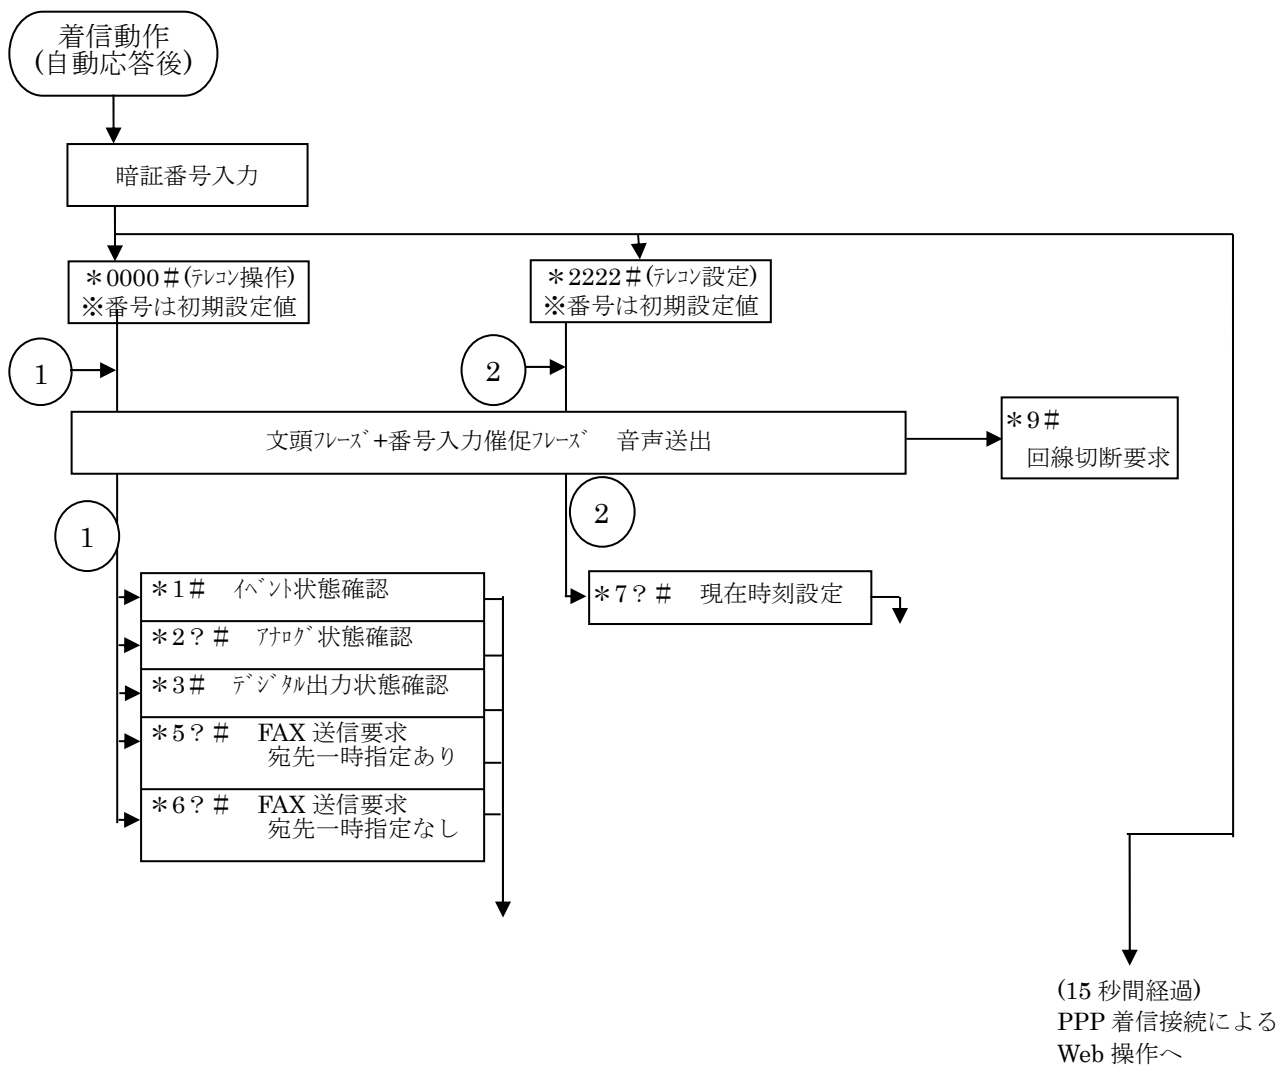 着信動作
(自動応答後)
暗証番号入力
＊0000＃(ﾃﾚｺﾝ操作)
※番号は初期設定値
＊2222＃(ﾃﾚｺﾝ設定)
※番号は初期設定値
1
2
文頭ﾌﾚｰｽﾞ+番号入力催促ﾌﾚｰｽﾞ　音声送出
＊9＃
回線切断要求
1
2
＊1＃　ｲﾍﾞﾝﾄ状態確認
＊2？＃　ｱﾅﾛｸﾞ状態確認
＊3＃　ﾃﾞｼﾞﾀﾙ出力状態確認
＊5？＃　FAX 送信要求
宛先一時指定あり
＊6？＃　FAX 送信要求
宛先一時指定なし
＊7？＃　現在時刻設定
(15 秒間経過)
PPP 着信接続による
Web 操作へ